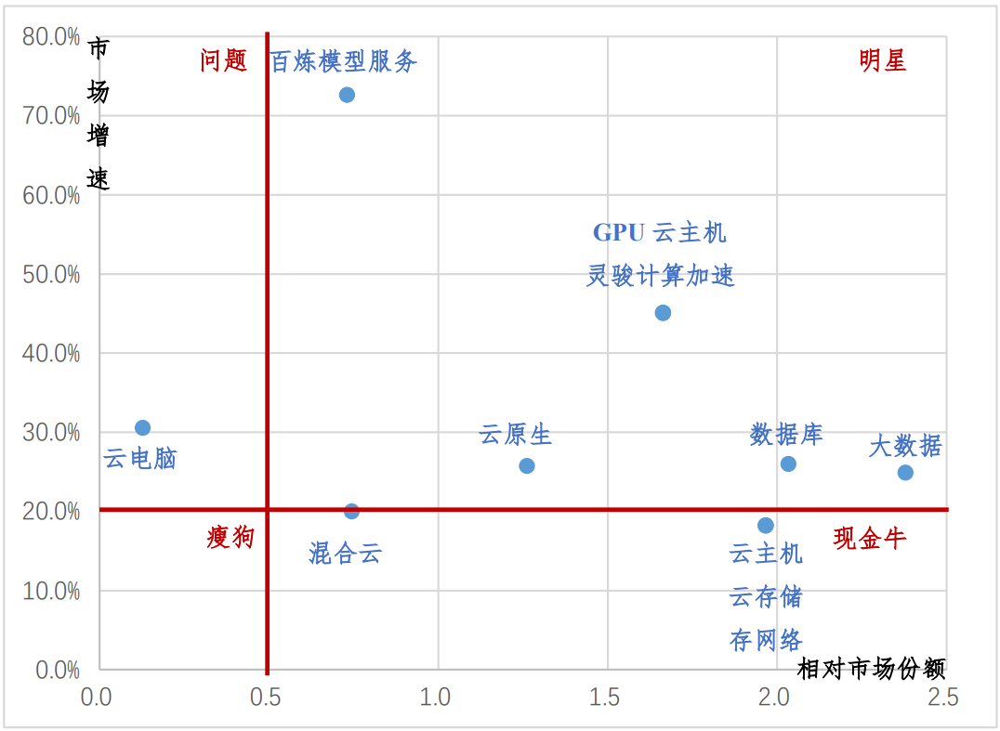 80.0%
市
场
增
速
问题
百炼模型服务
明星
70.0%
60.0%
GPU 云主机
灵骏计算加速
50.0%
40.0%
30.0%
云电脑
云原生
数据库
大数据
20.0%
瘦狗
混合云
现金牛
云主机
云存储
存网络
10.0%
0.0%
相对市场份额
0.0
0.5
1.0
1.5
2.0
2.5